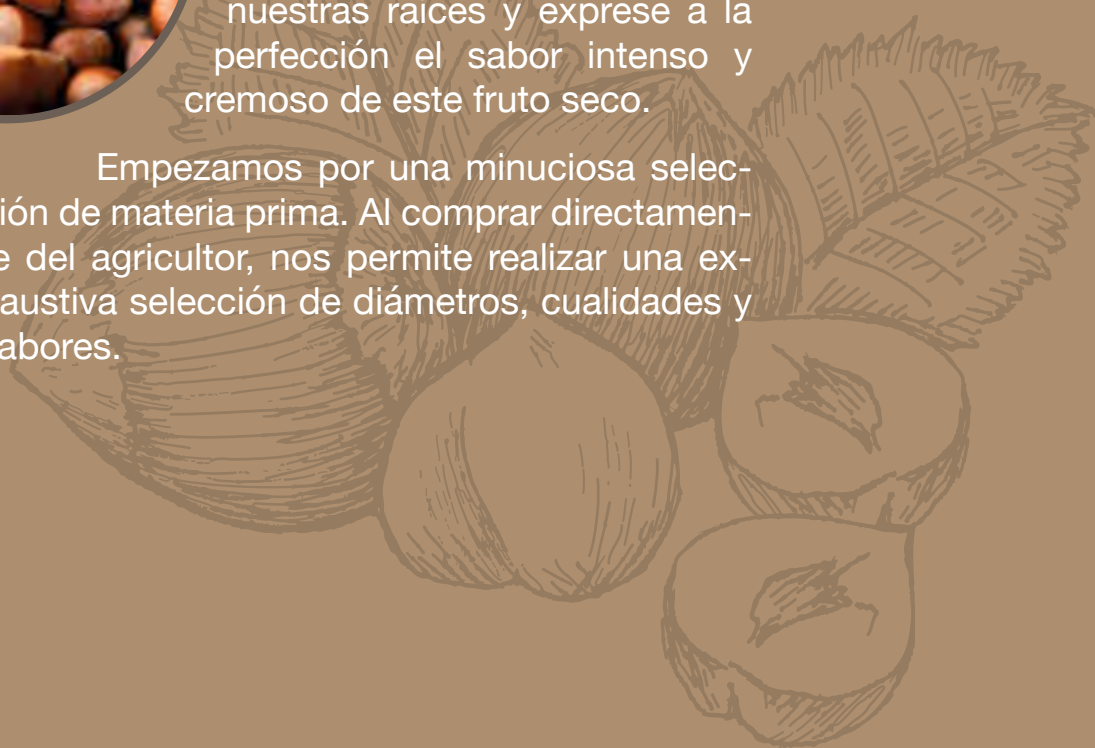 nuestras raíces y exprese a la
perfección el sabor intenso y
cremoso de este fruto seco.
Empezamos por una minuciosa selec-
ión de materia prima. Al comprar directamen-
e del agricultor, nos permite realizar una ex-
austiva selección de diámetros, cualidades y
abores.